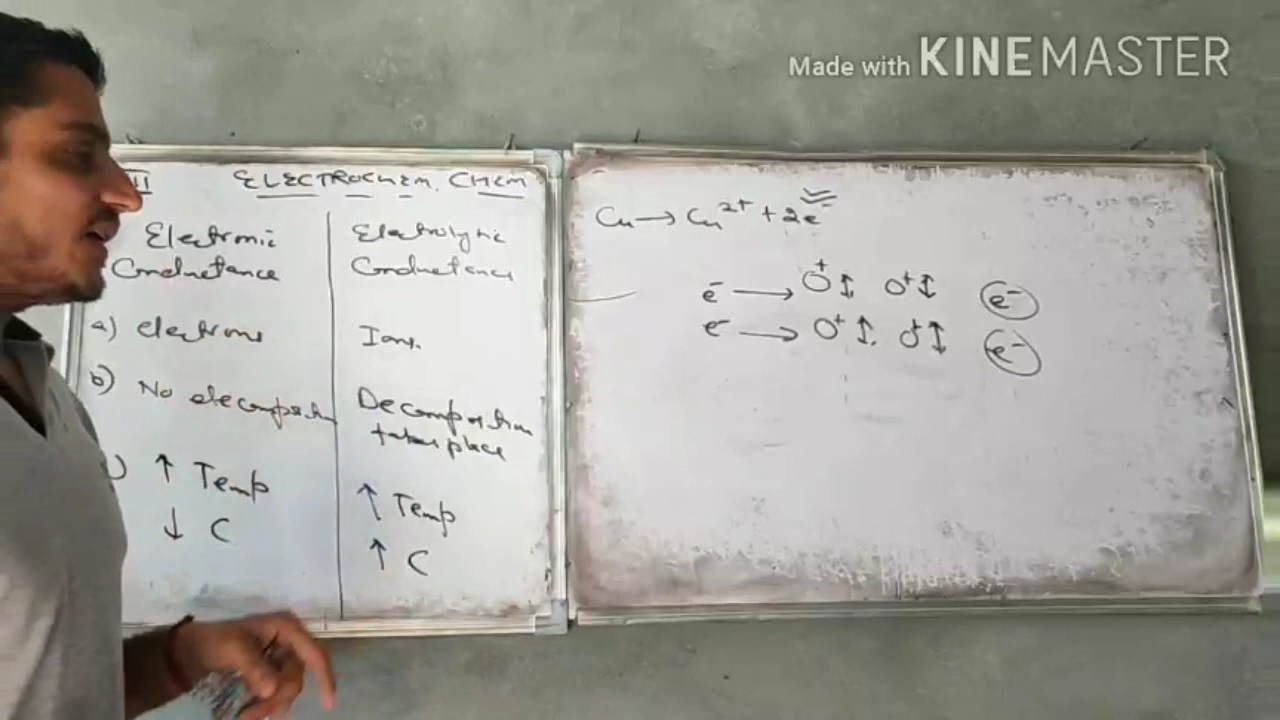 Made with KINEMASTER
II ELECTROCHEM. CHEM
Electronic
Conductance
Electrolytic
Conductance
a) electrons
Ions.
b) No decomposition
Decomposition
takes place
↑ Temp
↓ C
↑ Temp
↑ C
Cu → Cu²⁺ + 2e⁻
e⁻ → O⁺ ↕ O⁺ ↕ e⁻
e⁻ → O⁺ ↕ O⁺ ↕ e⁻